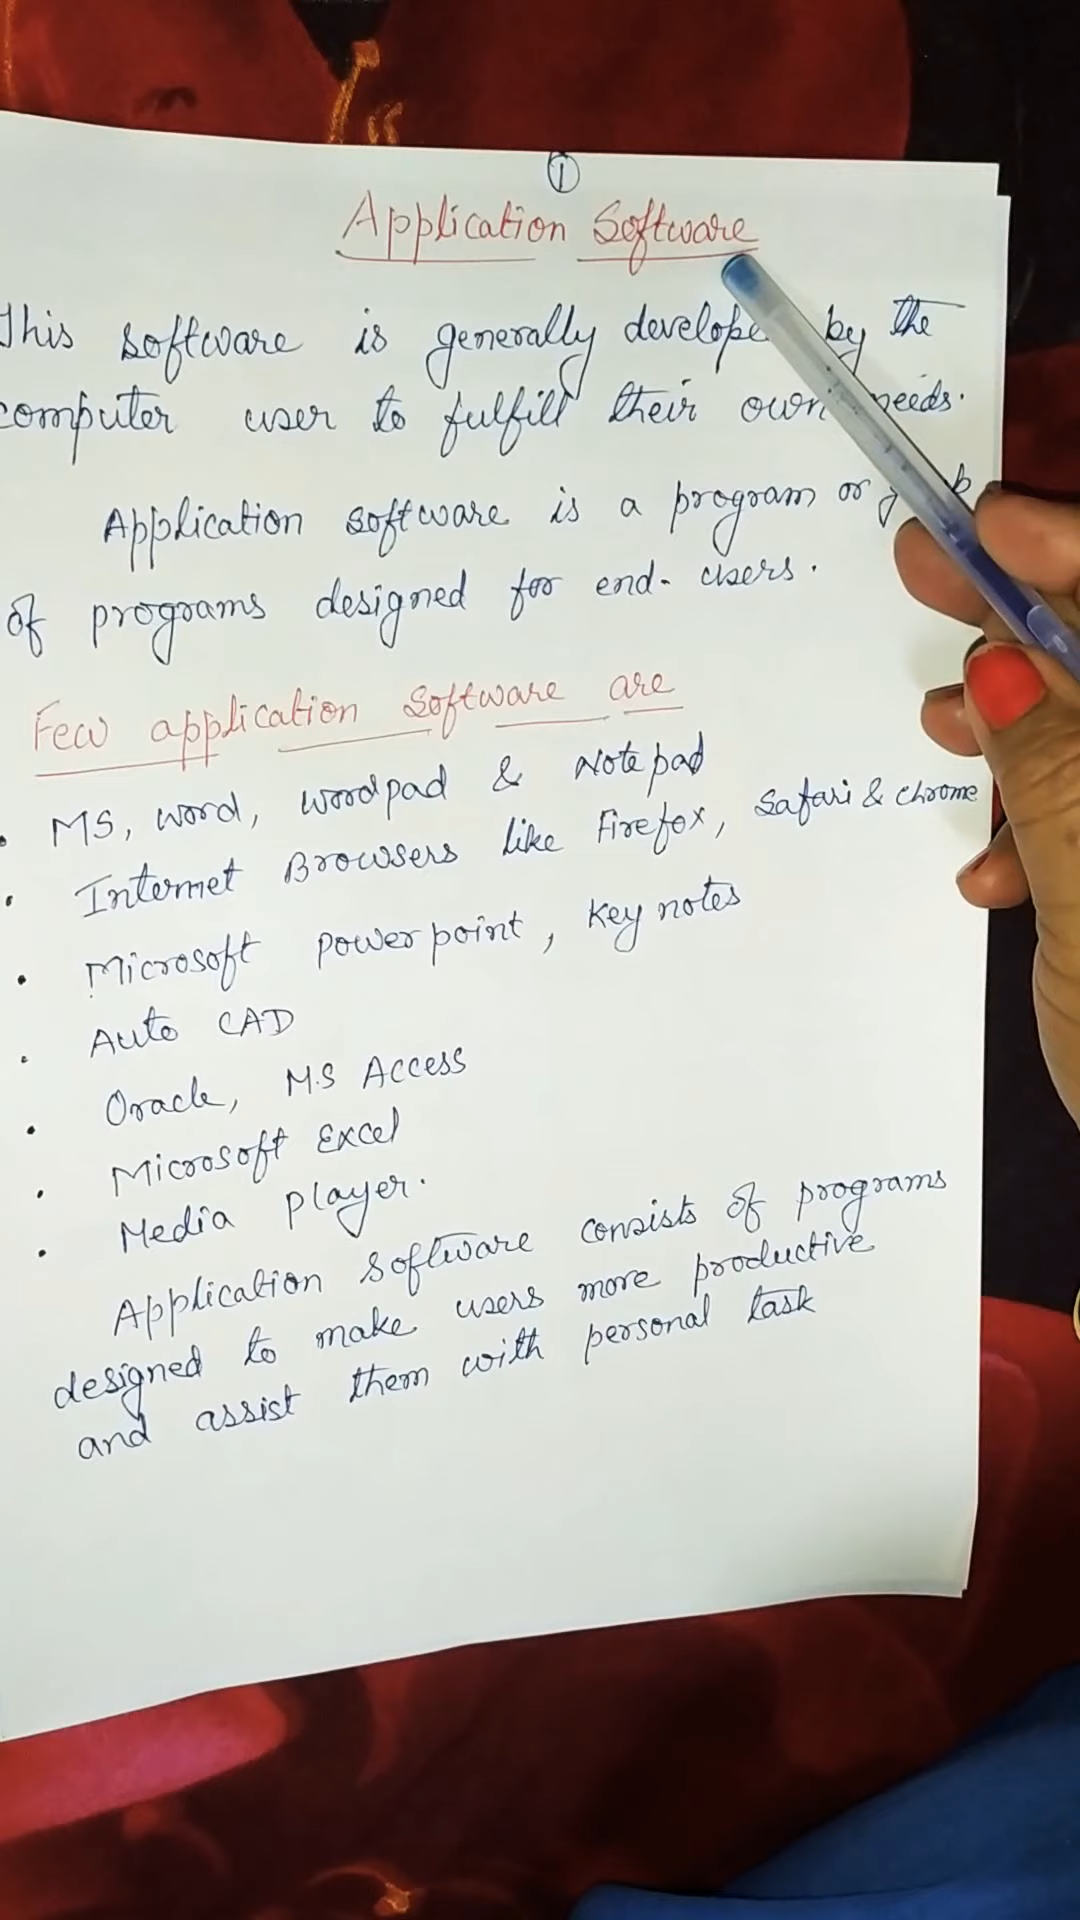 1
Application Software
This software is generally develope by the
computer user to fulfill their own needs.
Application software is a program or
of programs designed for end-users.
Few application software are
• MS, word, wordpad & Notepad
• Internet Browsers like Firefox, Safari & chrome
• Microsoft powerpoint, key notes
• Auto CAD
• Oracle, M.S Access
• Microsoft Excel
• Media player.
Application software consists of programs
designed to make users more productive
and assist them with personal task